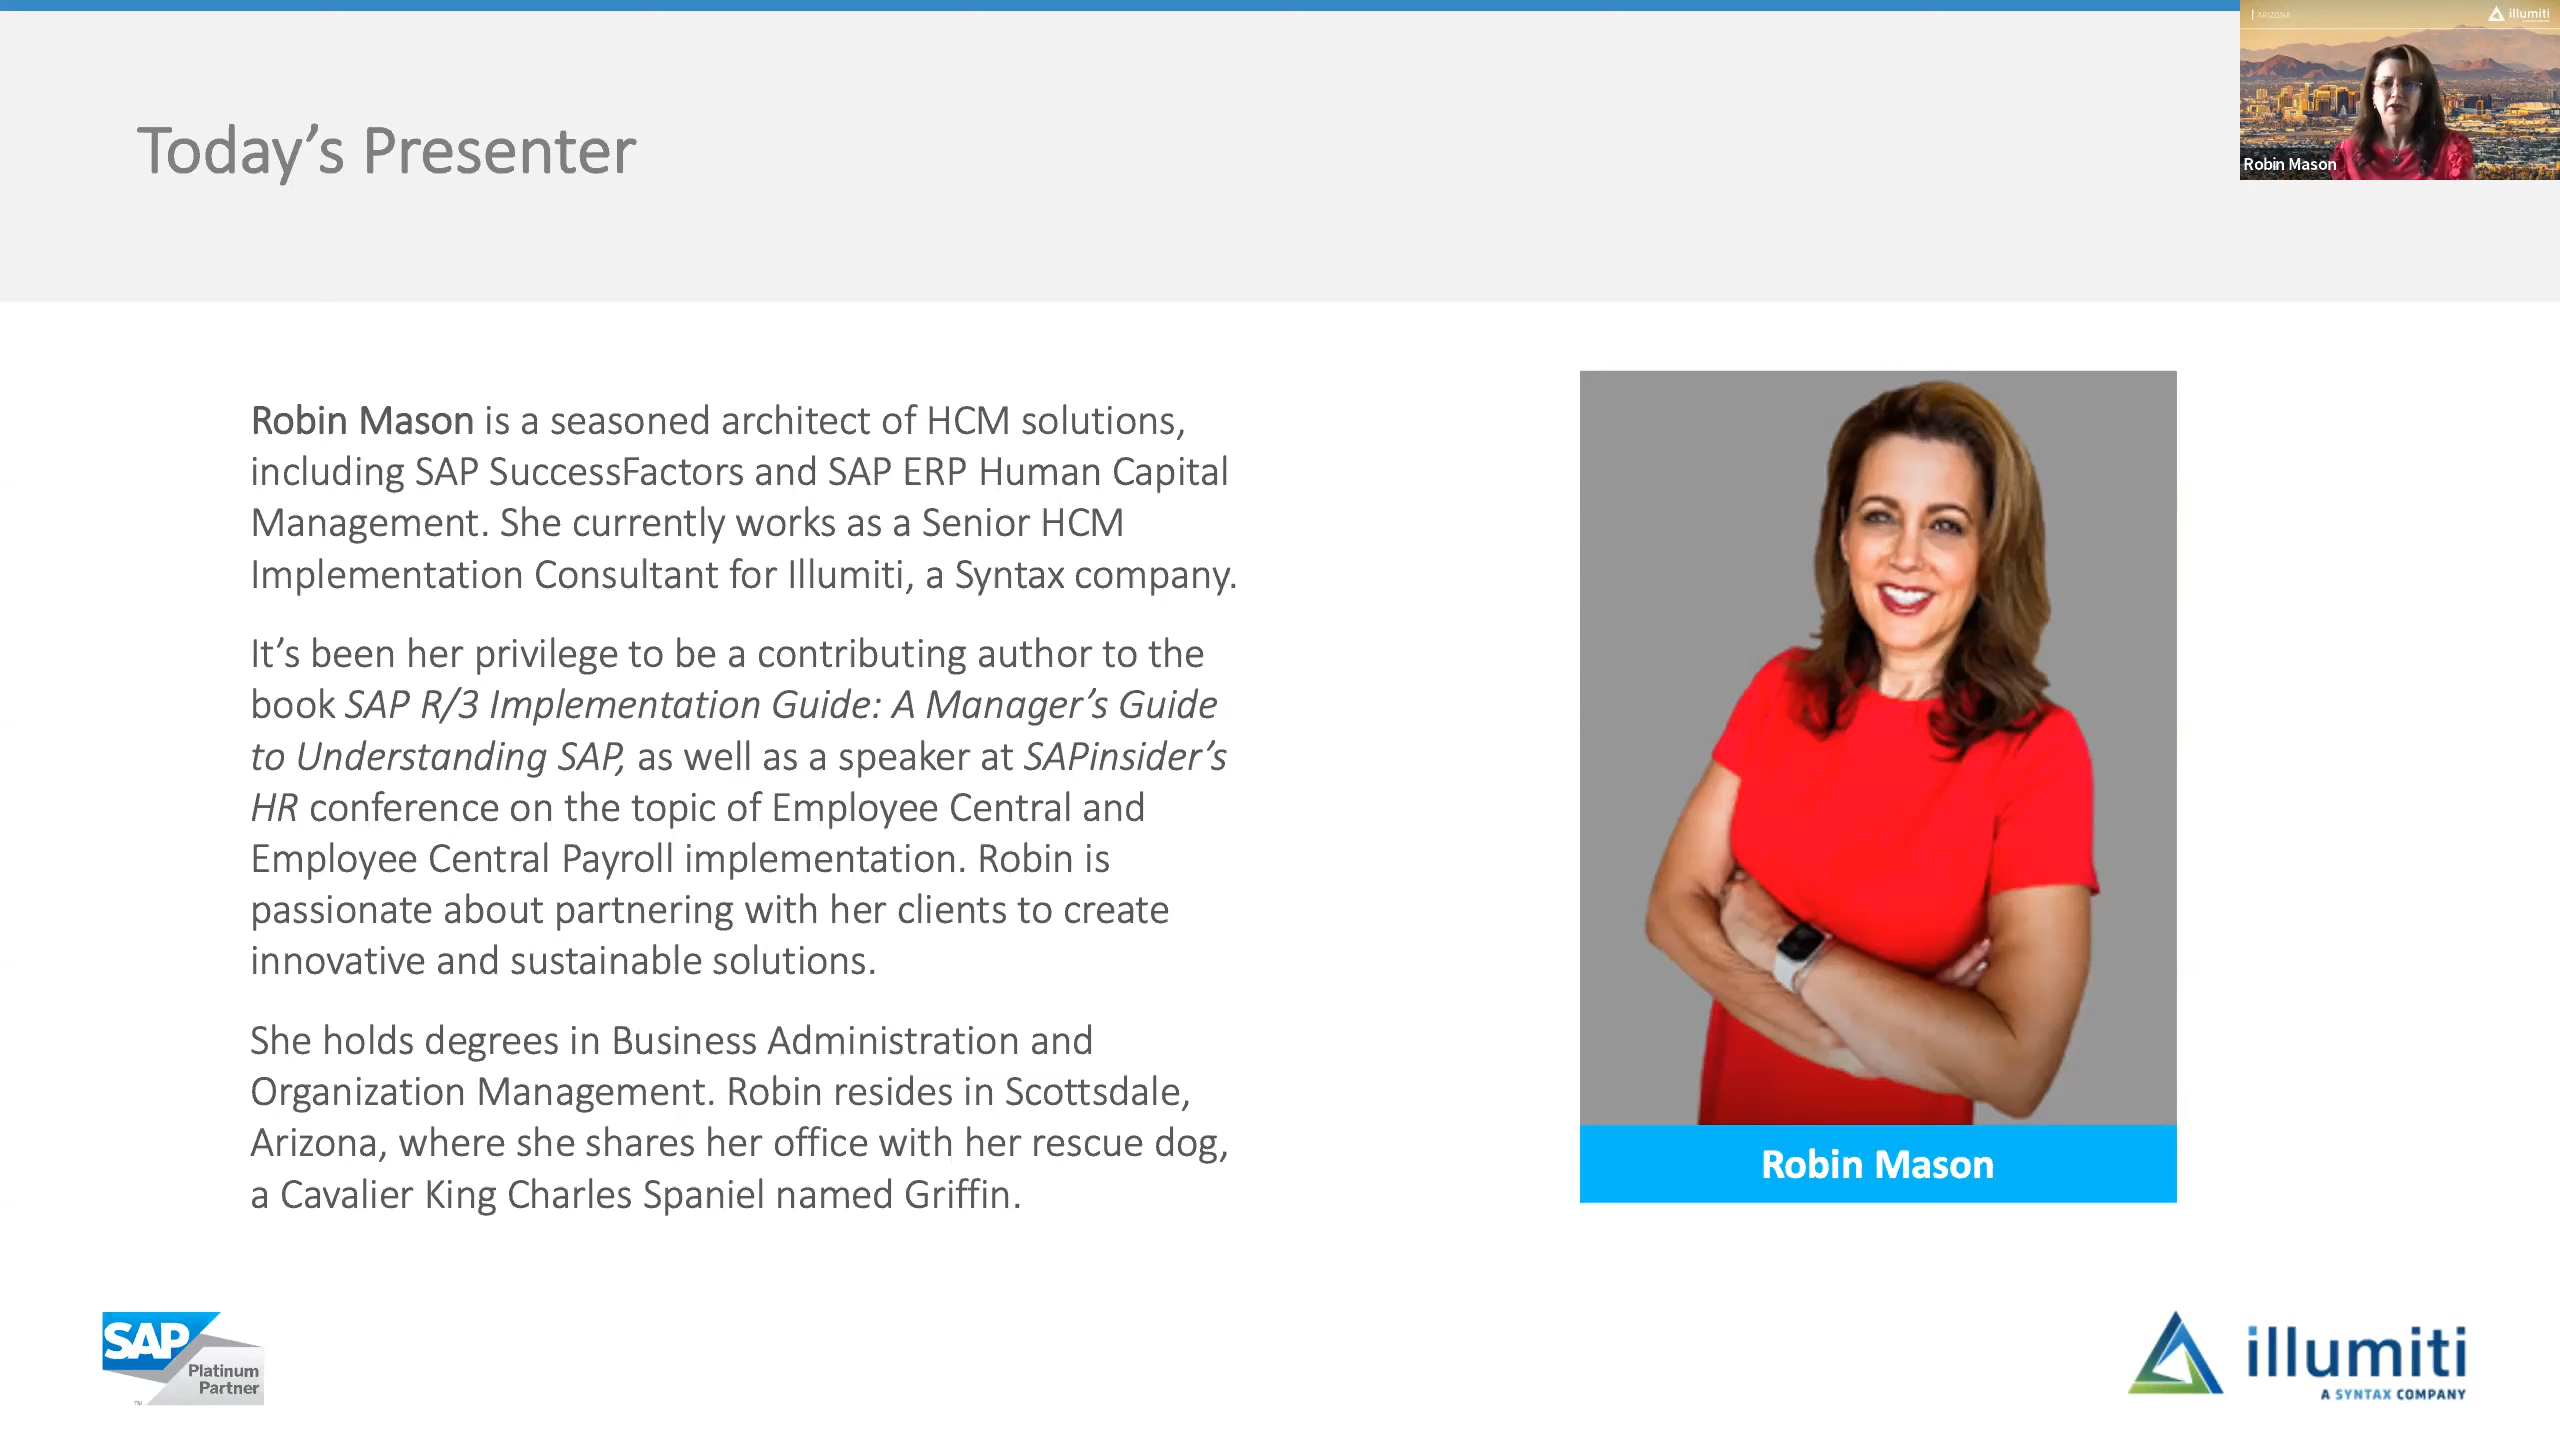 ARIZONA
illumiti
Robin Mason
Today’s Presenter
Robin Mason is a seasoned architect of HCM solutions,
including SAP SuccessFactors and SAP ERP Human Capital
Management. She currently works as a Senior HCM
Implementation Consultant for Illumiti, a Syntax company.
It’s been her privilege to be a contributing author to the
book SAP R/3 Implementation Guide: A Manager’s Guide
to Understanding SAP, as well as a speaker at SAPinsider’s
HR conference on the topic of Employee Central and
Employee Central Payroll implementation. Robin is
passionate about partnering with her clients to create
innovative and sustainable solutions.
She holds degrees in Business Administration and
Organization Management. Robin resides in Scottsdale,
Arizona, where she shares her office with her rescue dog,
a Cavalier King Charles Spaniel named Griffin.
Robin Mason
SAP
Platinum
Partner
TM
illumiti
A SYNTAX COMPANY